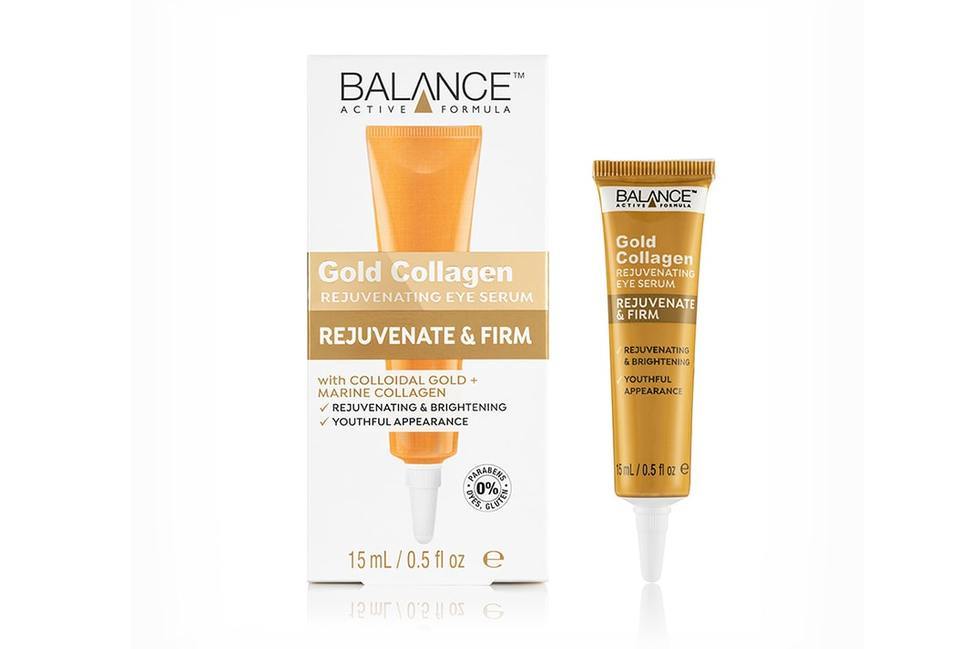 BALANCE™
ACTIVE FORMULA
Gold Collagen
REJUVENATING EYE SERUM
REJUVENATE & FIRM
with COLLOIDAL GOLD +
MARINE COLLAGEN
✓ REJUVENATING & BRIGHTENING
✓ YOUTHFUL APPEARANCE
PARABENS
0%
DYES, GLUTEN
15 mL / 0.5 fl oz ℮
BALANCE™
ACTIVE FORMULA
Gold
Collagen
REJUVENATING
EYE SERUM
REJUVENATE
& FIRM
✓ REJUVENATING
& BRIGHTENING
✓ YOUTHFUL
APPEARANCE
15 mL / 0.5 fl oz ℮